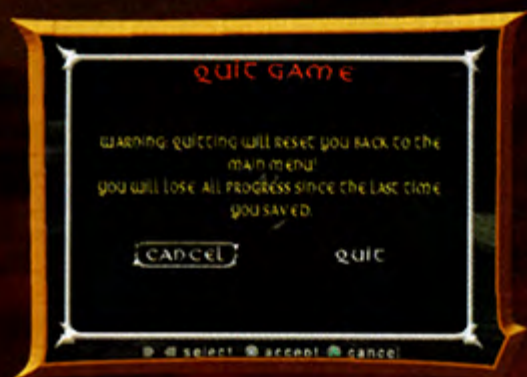 QUIT GAME
WARNING: QUITTING WILL RESET YOU BACK TO THE
MAIN MENU!
YOU WILL LOSE ALL PROGRESS SINCE THE LAST TIME
YOU SAVED.
CANCEL QUIT
select accept cancel